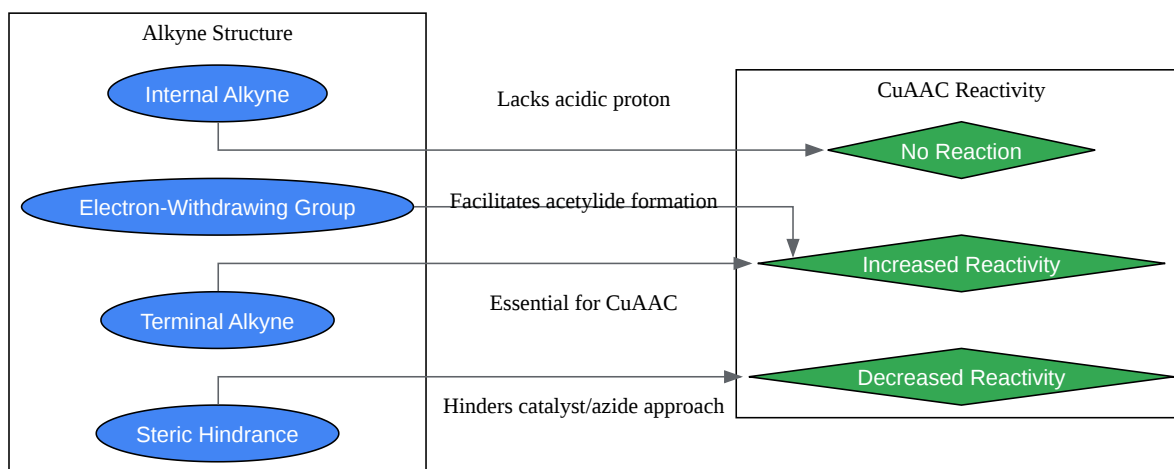 Alkyne Structure
Internal Alkyne
Electron-Withdrawing Group
Terminal Alkyne
Steric Hindrance
Lacks acidic proton
Facilitates acetylide formation
Essential for CuAAC
Hinders catalyst/azide approach
CuAAC Reactivity
No Reaction
Increased Reactivity
Decreased Reactivity